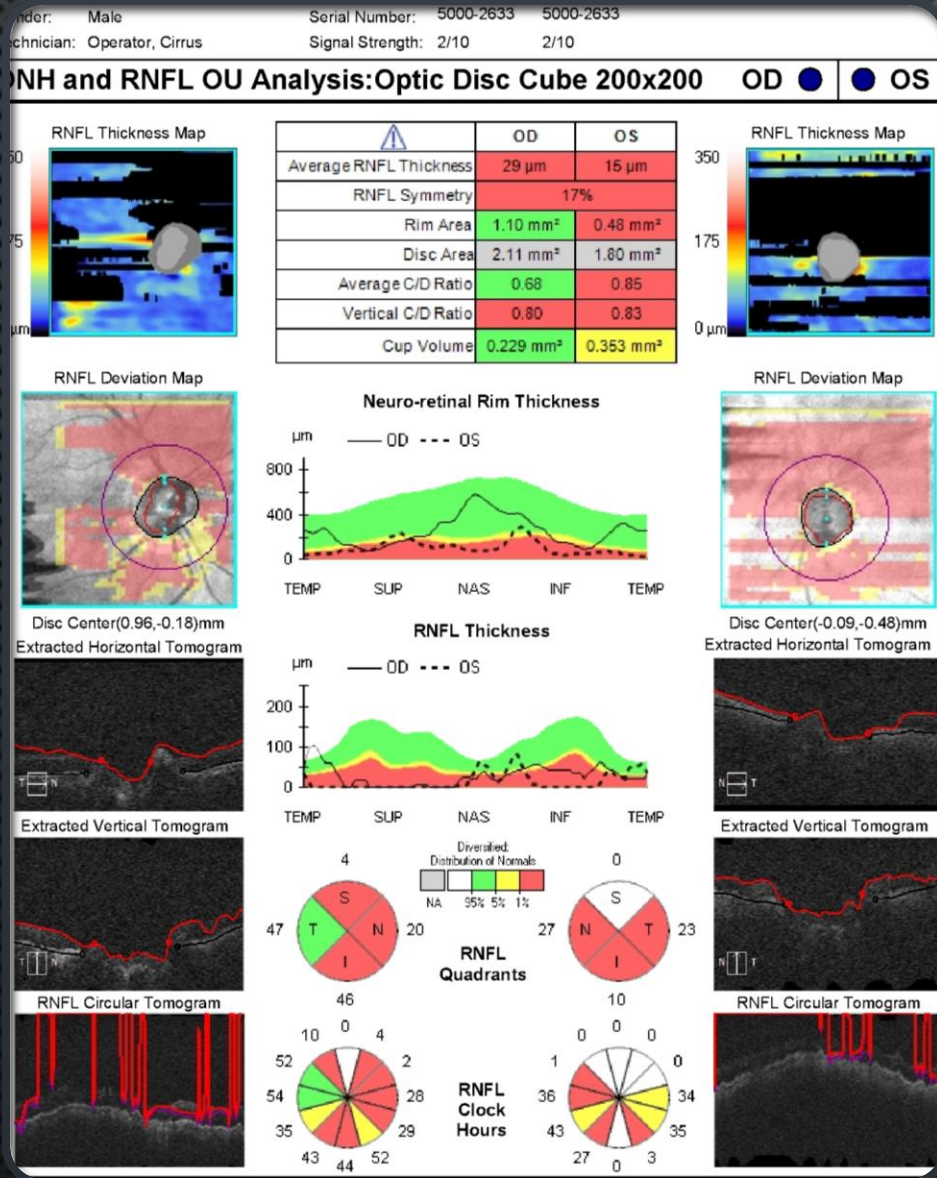 nder: Male Serial Number: 5000-2633 5000-2633
echnician: Operator, Cirrus Signal Strength: 2/10 2/10
ONH and RNFL OU Analysis:Optic Disc Cube 200x200 OD OS
RNFL Thickness Map
50
75
µm
OD OS
Average RNFL Thickness 29 µm 15 µm
RNFL Symmetry 17%
Rim Area 1.10 mm² 0.48 mm²
Disc Area 2.11 mm² 1.80 mm²
Average C/D Ratio 0.68 0.85
Vertical C/D Ratio 0.80 0.83
Cup Volume 0.229 mm³ 0.353 mm³
RNFL Thickness Map
350
175
0 µm
RNFL Deviation Map
Disc Center(0.96,-0.18)mm
Neuro-retinal Rim Thickness
µm OD OS
800
400
0
TEMP SUP NAS INF TEMP
RNFL Deviation Map
Disc Center(-0.09,-0.48)mm
Extracted Horizontal Tomogram
T N
RNFL Thickness
µm OD OS
200
100
0
TEMP SUP NAS INF TEMP
Extracted Horizontal Tomogram
N T
Extracted Vertical Tomogram
T N
Diversified:
Distribution of Normals
NA 95% 5% 1%
4
S
47 T N 20
I
46
RNFL
Quadrants
0
S
27 N T 23
I
10
Extracted Vertical Tomogram
N T
RNFL Circular Tomogram
10 0 4
52 2
54 28
35 29
43 44 52
RNFL
Clock
Hours
0 0 0
1 0
36 34
43 35
27 0 3
RNFL Circular Tomogram